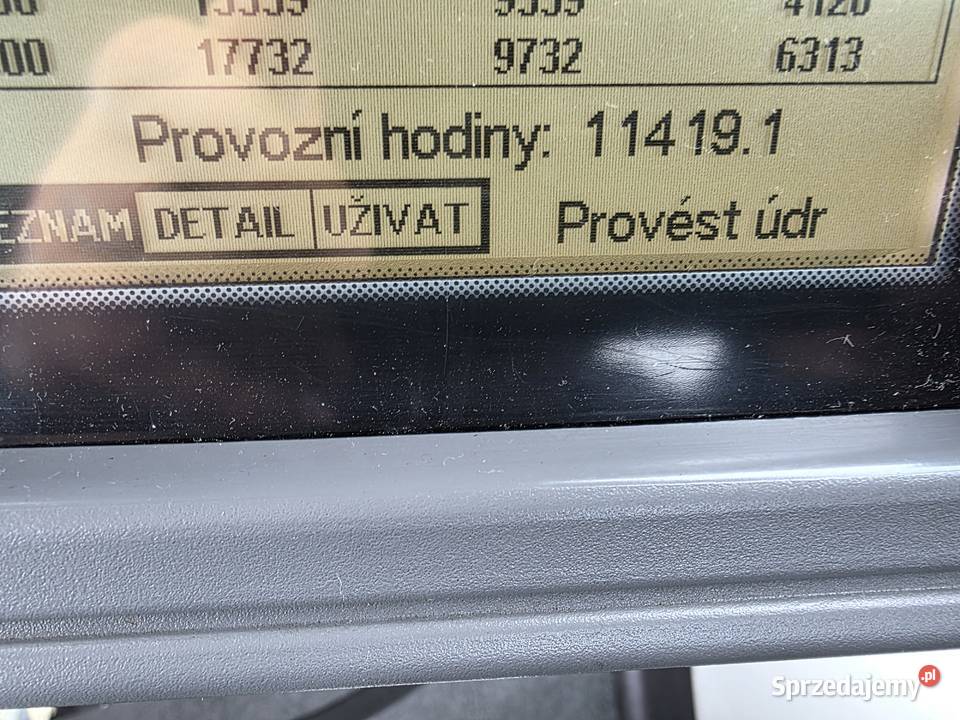 17732 9732 6313
Provozní hodiny: 11419.1
DETAIL UŽIVAT Provést údr
Sprzedajemy.pl